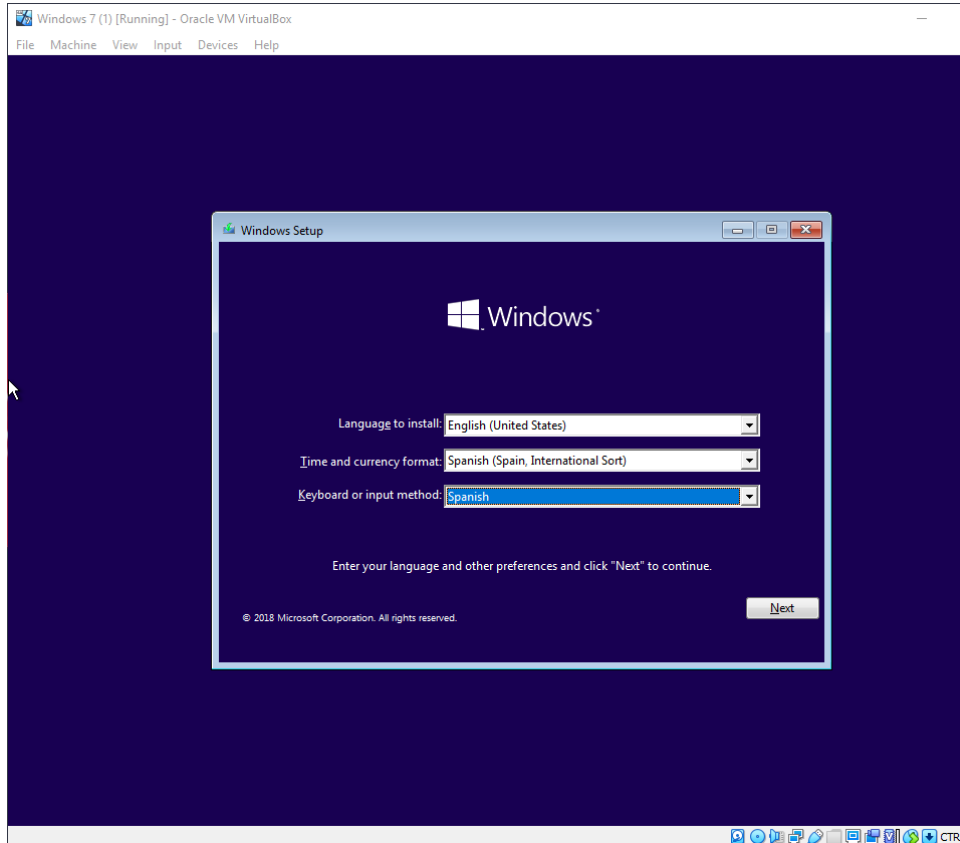 Windows 7 (1) [Running] - Oracle VM VirtualBox
File Machine View Input Devices Help
Windows Setup
Windows
Language to install: English (United States)
Time and currency format: Spanish (Spain, International Sort)
Keyboard or input method: Spanish
Enter your language and other preferences and click "Next" to continue.
Next
© 2018 Microsoft Corporation. All rights reserved.
CTR